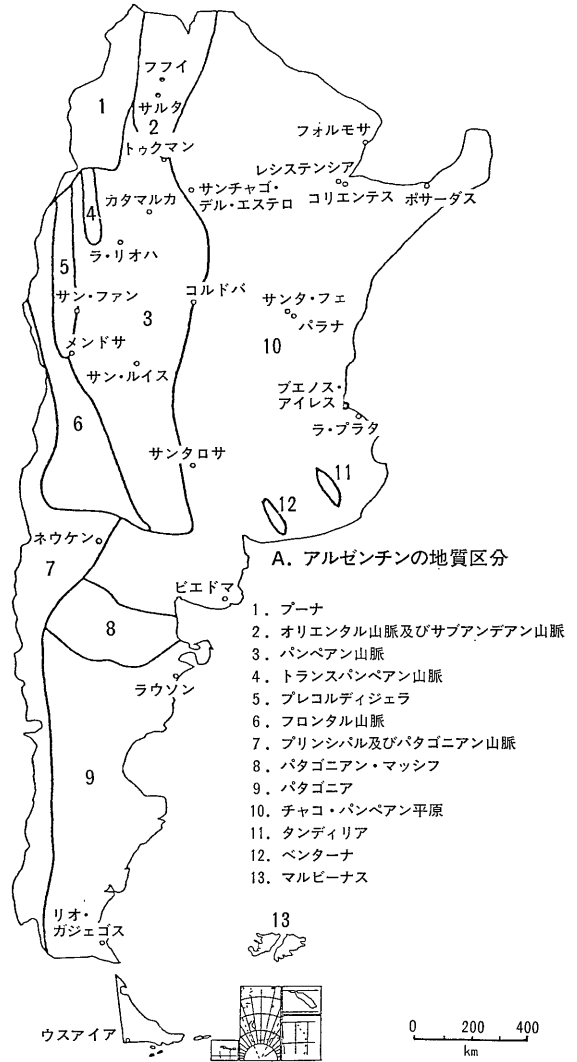 フフイ
サルタ
1
2
トゥクマン
フォルモサ
レシステンシア
コリエンテス
ポサーダス
サンチャゴ・
デル・エステロ
カタマルカ
4
ラ・リオハ
5
サン・ファン
コルドバ
サンタ・フェ
パラナ
3
10
メンドサ
サン・ルイス
ブエノス・
アイレス
ラ・プラタ
6
サンタロサ
11
12
ネウケン
A. アルゼンチンの地質区分
7
ビエドマ
8
ラウソン
9
1. プーナ
2. オリエンタル山脈及びサブアンデアン山脈
3. パンペアン山脈
4. トランスパンペアン山脈
5. プレコルディジェラ
6. フロンタル山脈
7. プリンシパル及びパタゴニアン山脈
8. パタゴニアン・マッシフ
9. パタゴニア
10. チャコ・パンペアン平原
11. タンディリア
12. ベンターナ
13. マルビーナス
リオ・
ガジェゴス
13
ウスアイア
0 200 400
km